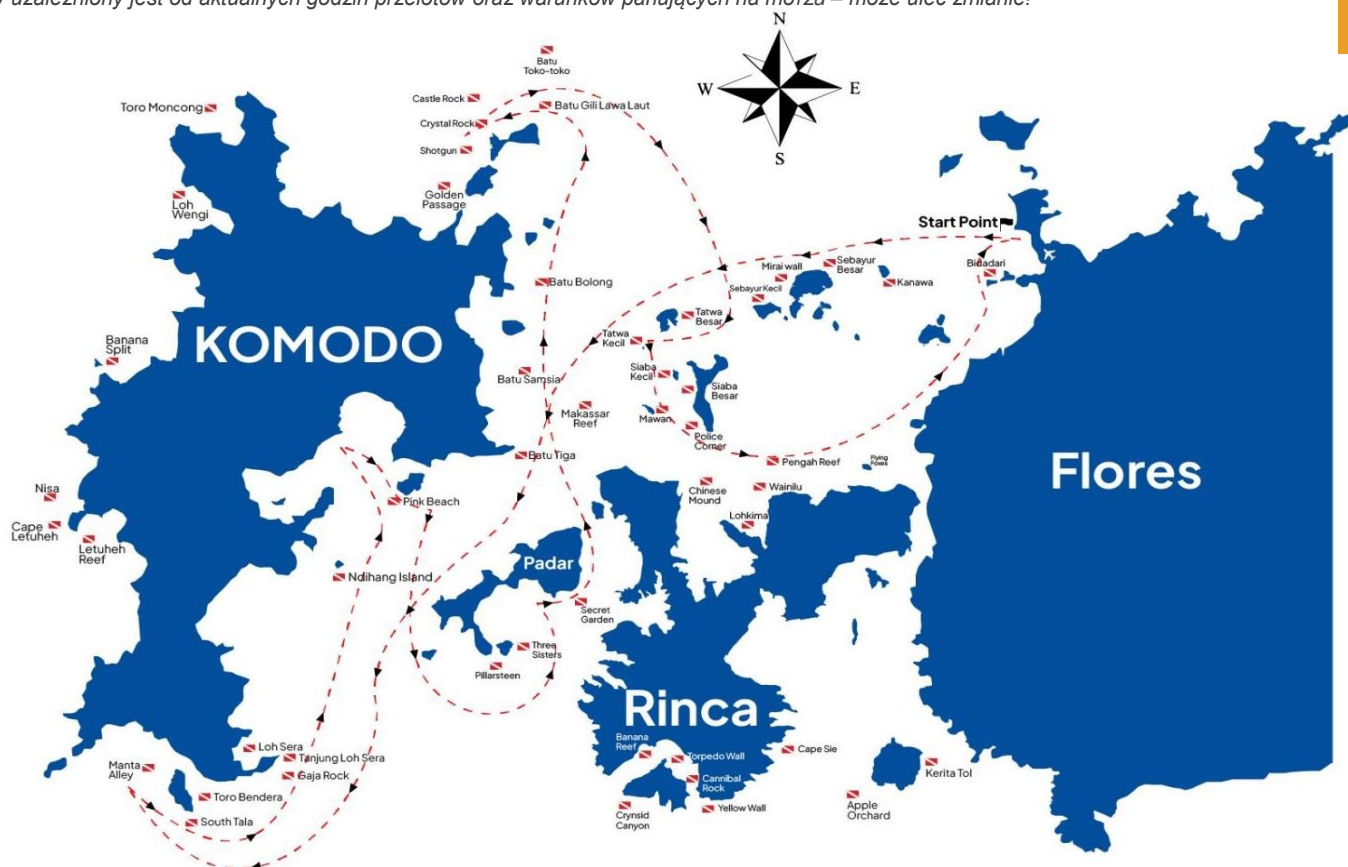 uzależniony jest od aktualnych godzin przelotów oraz warunków panujących na morzu – może ulec zmianie!
N
W
E
S
Batu
Toko-toko
Castle Rock
Batu Gili Lawa Laut
Toro Moncong
Crystal Rock
Shotgun
Golden
Passage
Loh
Wengi
Start Point
Bidadari
Sebayur
Besar
Mirai wall
Kanawa
Sebayur Kecil
Batu Bolong
Tatwa
Besar
Tatwa
Kecil
KOMODO
Banana
Split
Batu Samsia
Siaba
Kecil
Siaba
Besar
Makassar
Reef
Mawan
Police
Corner
Batu Tiga
Pengah Reef
Flying
Foxes
Flores
Chinese
Mound
Wainilu
Nisa
Pink Beach
Lohkima
Cape
Letuheh
Letuheh
Reef
Padar
Ndihang Island
Secret
Garden
Three
Sisters
Pillarsteen
Rinca
Banana
Reef
Torpedo Wall
Cape Sie
Loh Sera
Tanjung Loh Sera
Manta
Alley
Gaja Rock
Kerita Tol
Cannibal
Rock
Toro Bendera
Apple
Orchard
Crynsid
Canyon
Yellow Wall
South Tala